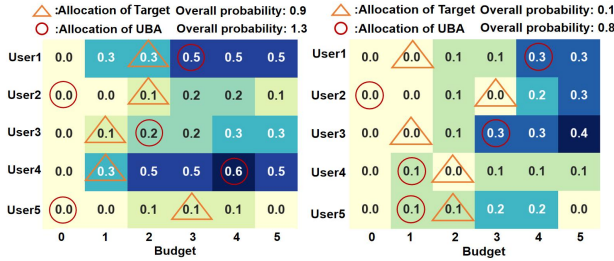 :Allocation of Target Overall probability: 0.9
:Allocation of UBA Overall probability: 1.3
User1 0.0 0.3 0.3 0.5 0.5 0.5
User2 0.0 0.0 0.1 0.2 0.2 0.1
User3 0.0 0.1 0.2 0.2 0.3 0.3
User4 0.0 0.3 0.5 0.5 0.6 0.5
User5 0.0 0.0 0.1 0.1 0.1 0.0
0 1 2 3 4 5
Budget
:Allocation of Target Overall probability: 0.1
:Allocation of UBA Overall probability: 0.8
User1 0.0 0.0 0.1 0.1 0.3 0.3
User2 0.0 0.0 0.1 0.0 0.2 0.3
User3 0.0 0.0 0.1 0.3 0.3 0.4
User4 0.0 0.1 0.0 0.1 0.1 0.1
User5 0.0 0.1 0.1 0.2 0.2 0.0
0 1 2 3 4 5
Budget